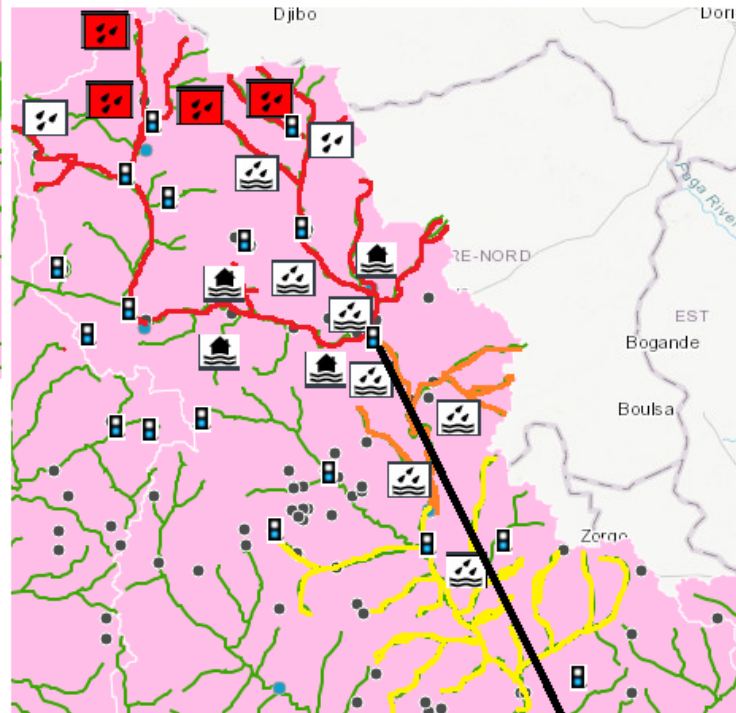 Djibo
Dori
Faga River
RE-NORD
EST
Bogande
Boulsa
Zorgo